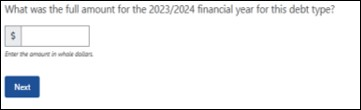 What was the full amount for the 2023/2024 financial year for this debt type?
$
Enter the amount in whole dollars.
Next